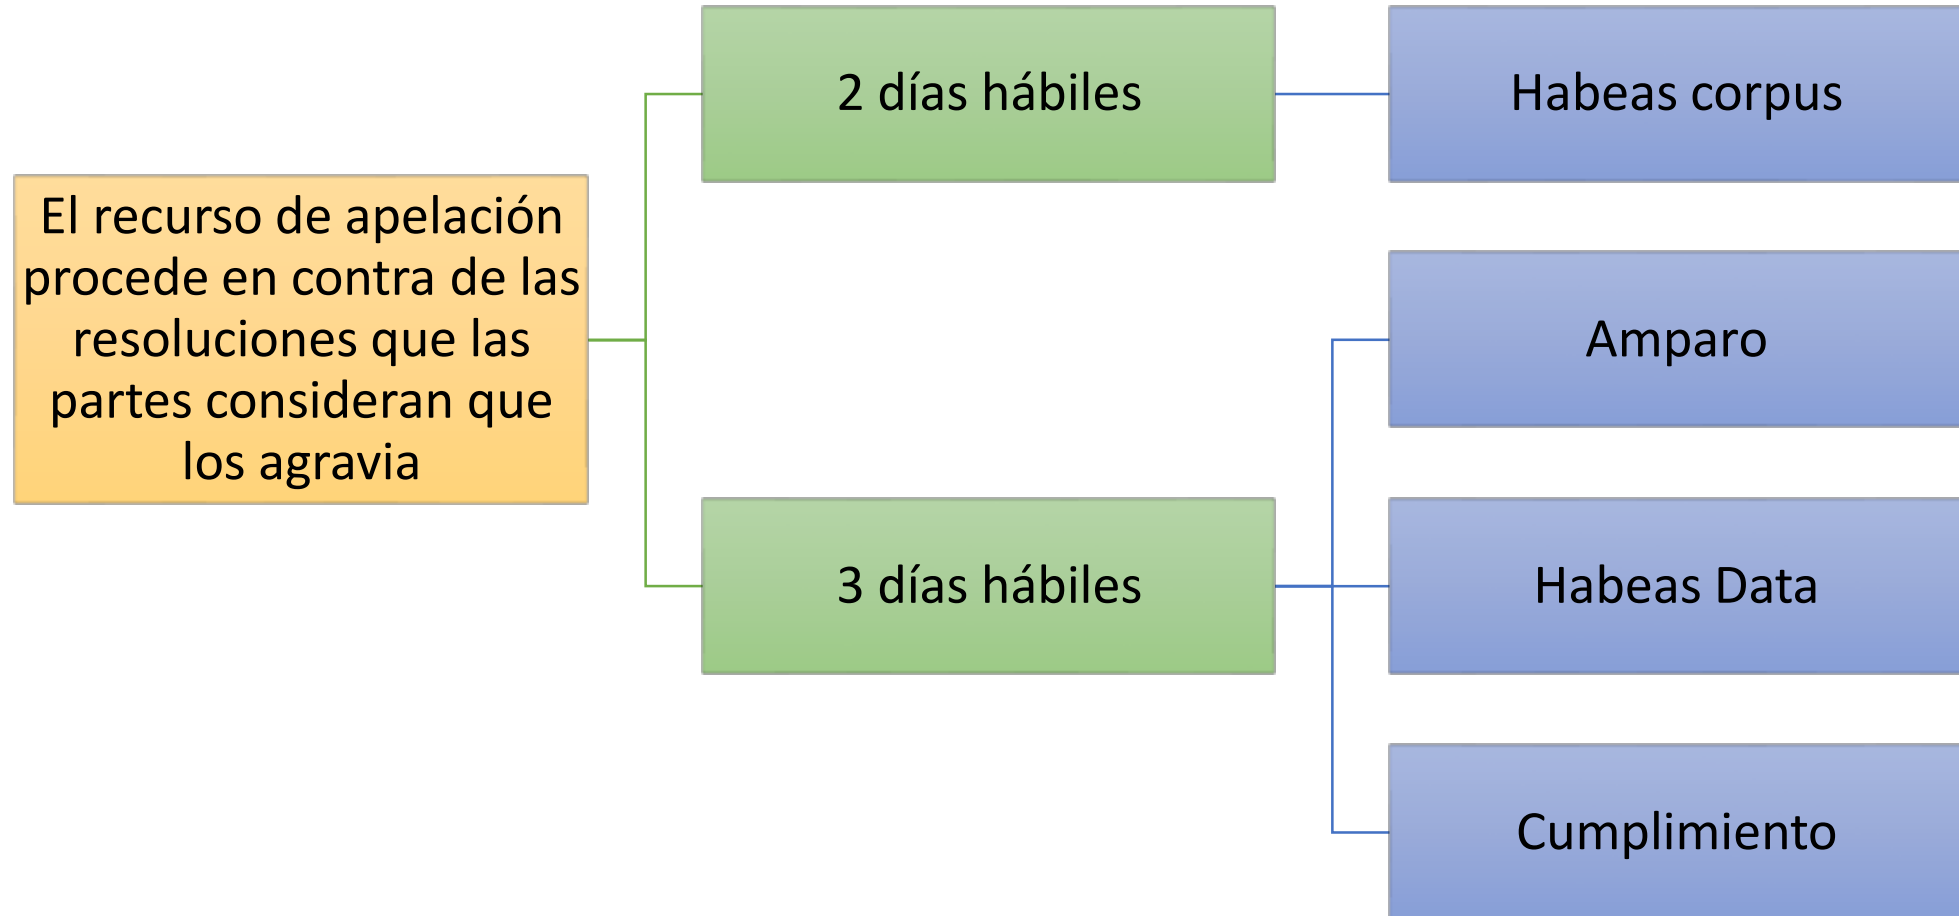 El recurso de apelación
procede en contra de las
resoluciones que las
partes consideran que
los agravia
2 días hábiles
Habeas corpus
3 días hábiles
Amparo
Habeas Data
Cumplimiento